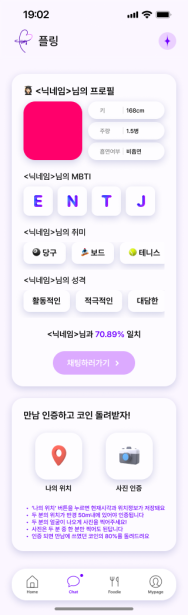 19:02
플링
<닉네임>님의 프로필
키 168cm
주량 1.5병
흡연여부 비흡연
<닉네임>님의 MBTI
E N T J
<닉네임>님의 취미
당구 보드 테니스
<닉네임>님의 성격
활동적인 적극적인 대담한
<닉네임>님과 70.89% 일치
채팅하러가기 >
만남 인증하고 코인 돌려받자!
나의 위치 사진 인증
• '나의 위치' 버튼을 누르면 현재시각과 위치정보가 저장돼요
• 두 분의 위치가 반경 50m내에 있어야 인증됩니다
• 두 분의 얼굴이 나오게 사진을 찍어주세요!
• 사진은 두 분 중 한 분만 찍어도 된답니다
• 인증 되면 만남에 쓰였던 코인의 80%를 돌려드려요
Home Chat Foodie Mypage